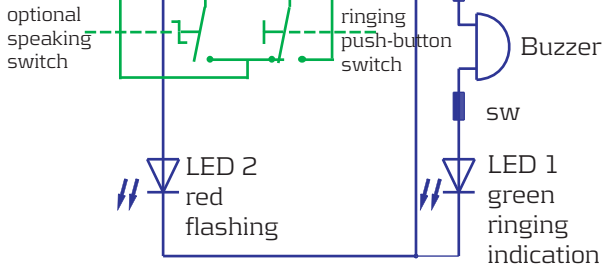 optional
speaking
switch
ringing
push-button
switch
Buzzer
sw
LED 2
red
flashing
LED 1
green
ringing
indication